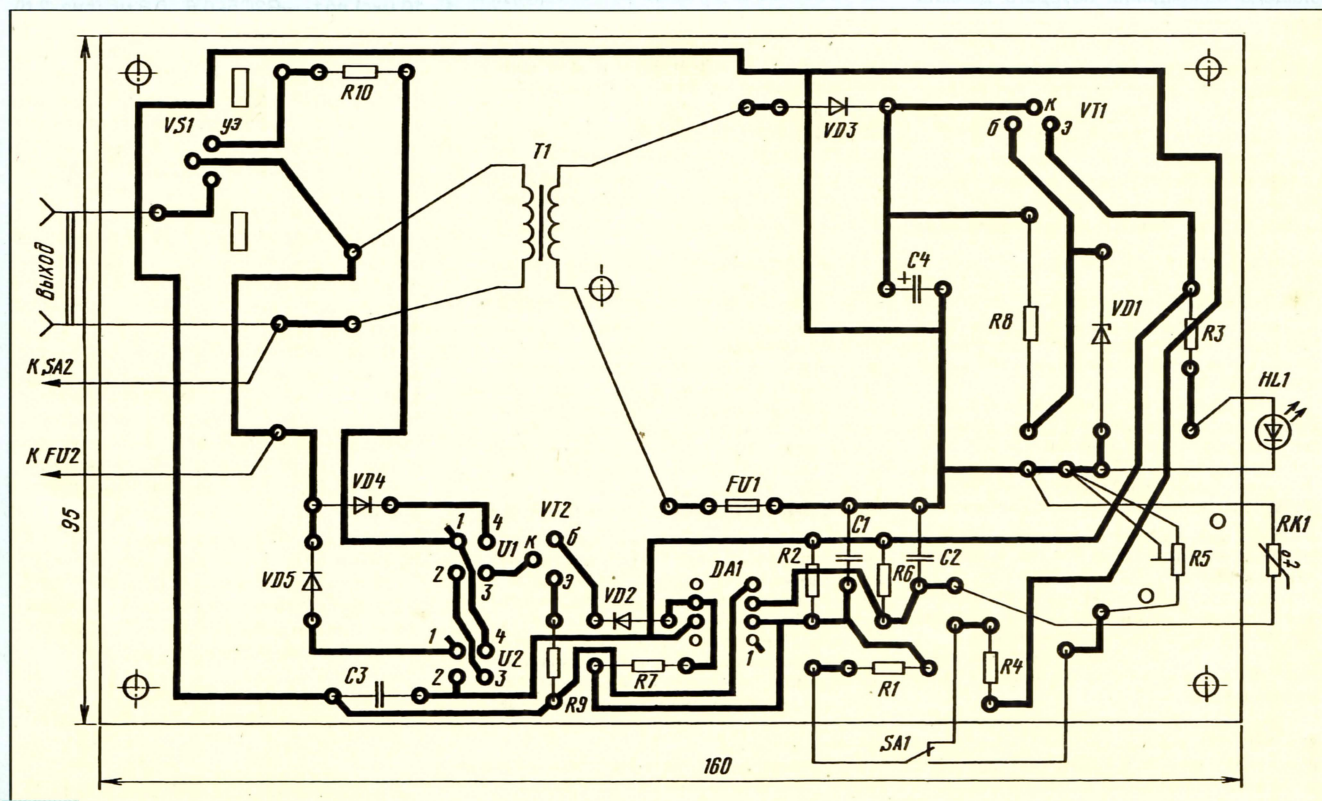 R10
VS1
уэ
T1
VD3
к
VT1
б
э
Выход
C4
+
R8
VD1
R3
К SA2
HL1
К FU2
VD4
FU1
C1
1
4
VT2
б
U1
к
R2
C2
RK1
95
VD5
2
3
э
DA1
R6
R5
VD2
1
4
U2
1
C3
2
3
R9
R7
R1
R4
SA1
160